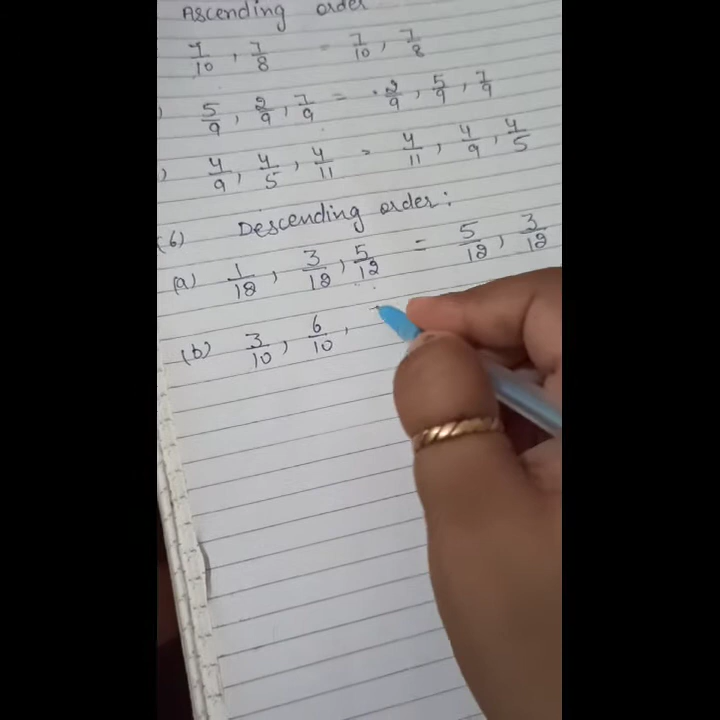 Ascending order
7/10, 7/8 = 7/10, 7/8
) 5/9, 2/9, 7/9 = 2/9, 5/9, 7/9
) 4/9, 4/5, 4/11 = 4/11, 4/9, 4/5
(6) Descending order:
(a) 1/12, 3/12, 5/12 = 5/12, 3/12
(b) 3/10, 6/10,